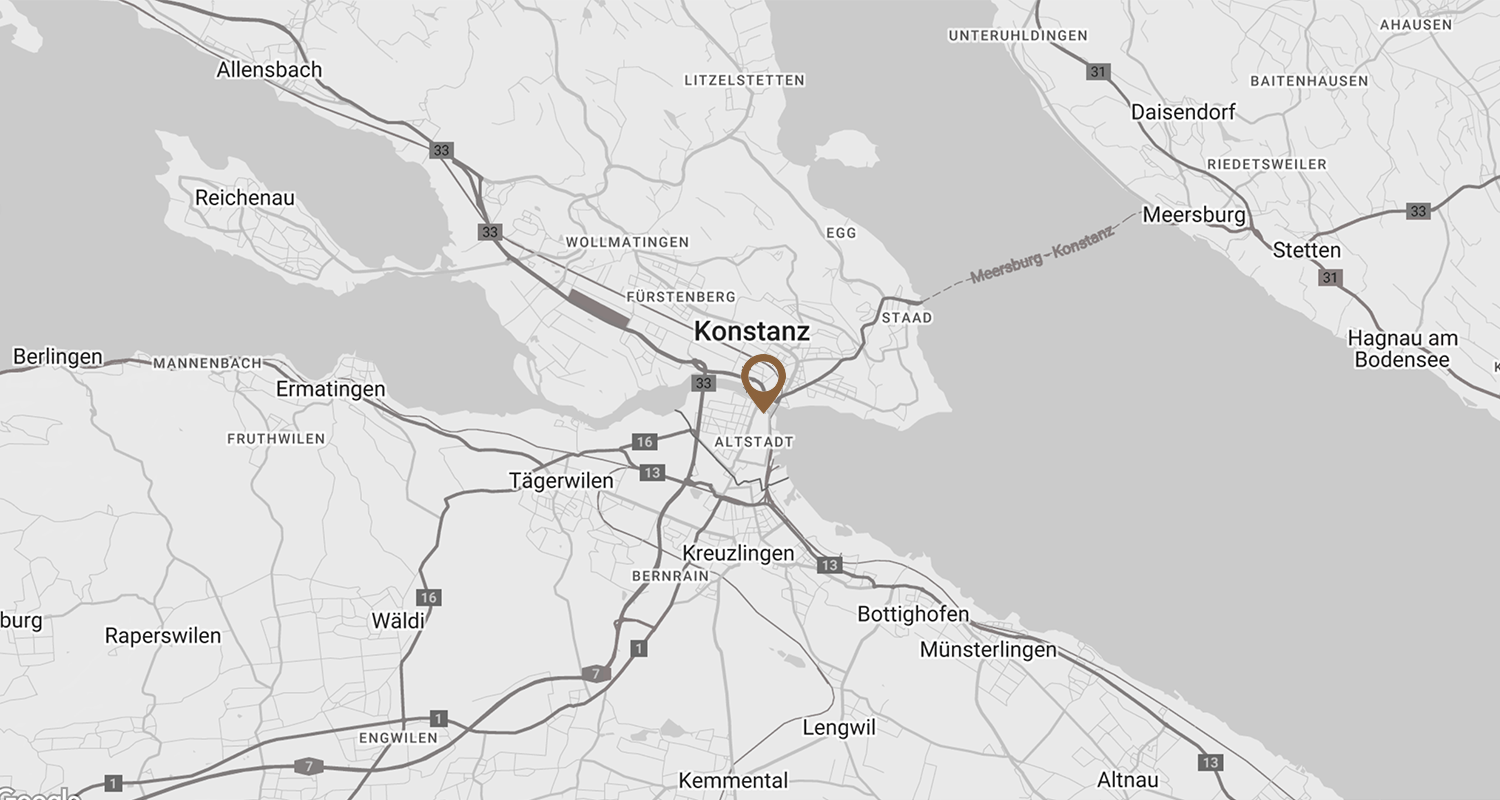 AHAUSEN
UNTERUHLDINGEN
Allensbach
31
LITZELSTETTEN
BAITENHAUSEN
Daisendorf
33
RIEDETSWEILER
Reichenau
Meersburg
33
33
EGG
WOLLMATINGEN
Meersburg - Konstanz
Stetten
31
FÜRSTENBERG
STAAD
Konstanz
Hagnau am
Bodensee
Berlingen
MANNENBACH
Ermatingen
33
FRUTHWILEN
16
ALTSTADT
13
Tägerwilen
Kreuzlingen
13
BERNRAIN
16
Bottighofen
burg
Wäldi
Raperswilen
1
Münsterlingen
7
1
Lengwil
ENGWILEN
7
13
1
Kemmental
Altnau
Google